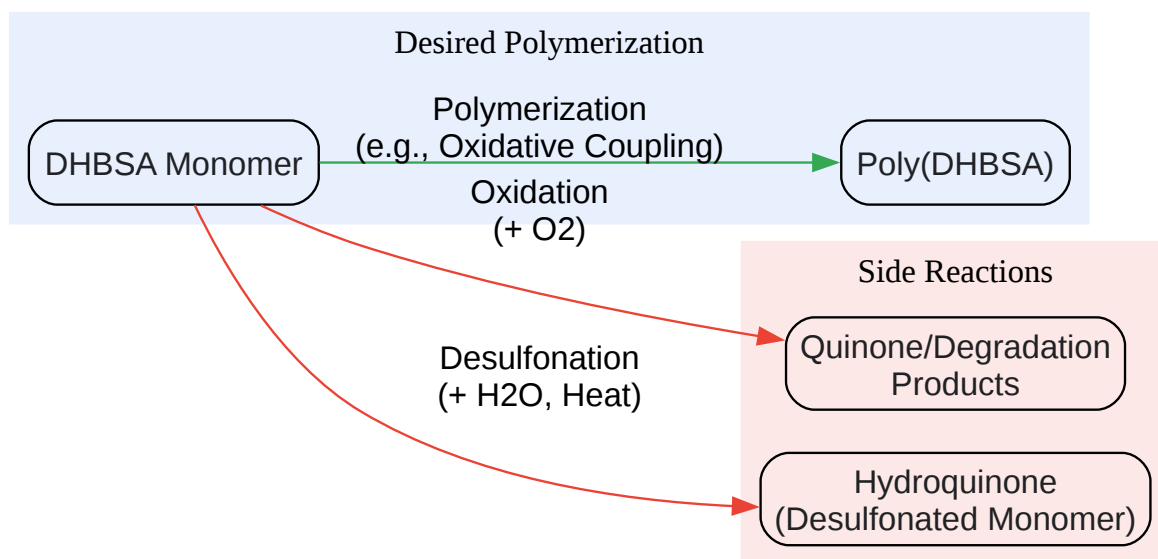 Desired Polymerization
Polymerization
(e.g., Oxidative Coupling)
DHBSA Monomer
Poly(DHBSA)
Oxidation
(+ O2)
Side Reactions
Quinone/Degradation
Products
Desulfonation
(+ H2O, Heat)
Hydroquinone
(Desulfonated Monomer)